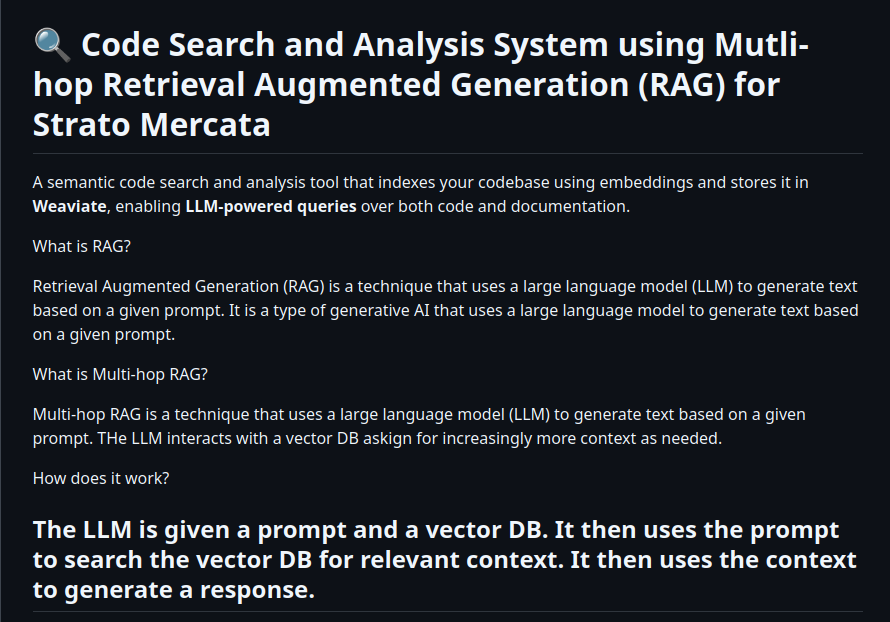 🔍 Code Search and Analysis System using Mutli-
hop Retrieval Augmented Generation (RAG) for
Strato Mercata
A semantic code search and analysis tool that indexes your codebase using embeddings and stores it in
Weaviate, enabling LLM-powered queries over both code and documentation.
What is RAG?
Retrieval Augmented Generation (RAG) is a technique that uses a large language model (LLM) to generate text
based on a given prompt. It is a type of generative AI that uses a large language model to generate text based
on a given prompt.
What is Multi-hop RAG?
Multi-hop RAG is a technique that uses a large language model (LLM) to generate text based on a given
prompt. THe LLM interacts with a vector DB askign for increasingly more context as needed.
How does it work?
The LLM is given a prompt and a vector DB. It then uses the prompt
to search the vector DB for relevant context. It then uses the context
to generate a response.